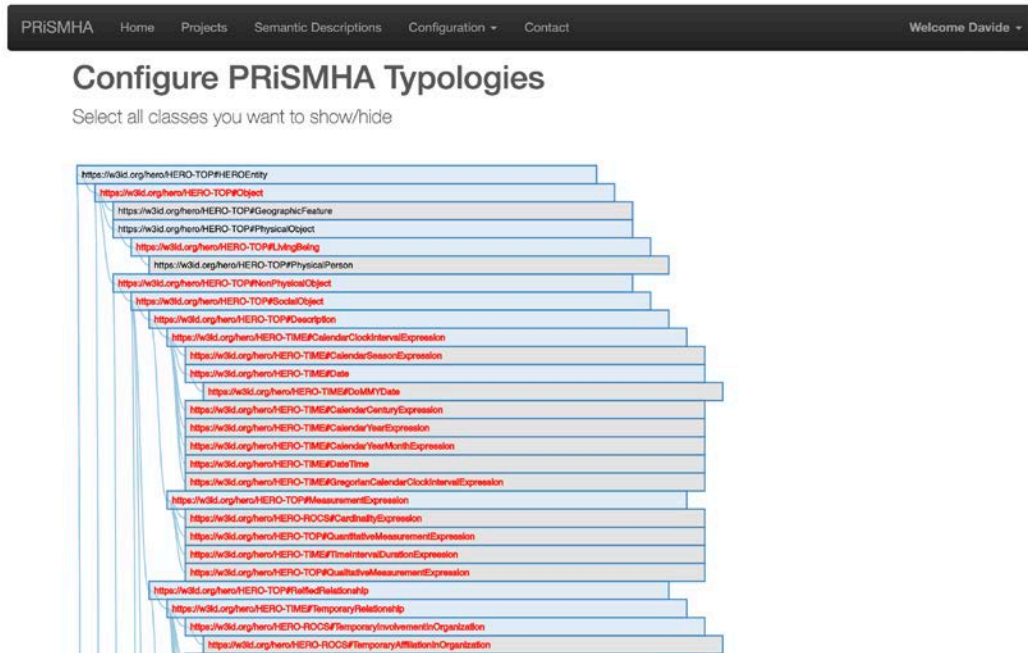 PRiSMHA Home Projects Semantic Descriptions Configuration Contact Welcome Davide
Configure PRiSMHA Typologies
Select all classes you want to show/hide
https://w3id.org/hero/HERO-TOP#HEROEntity
https://w3id.org/hero/HERO-TOP#Object
https://w3id.org/hero/HERO-TOP#GeographicFeature
https://w3id.org/hero/HERO-TOP#PhysicalObject
https://w3id.org/hero/HERO-TOP#LivingBeing
https://w3id.org/hero/HERO-TOP#PhysicalPerson
https://w3id.org/hero/HERO-TOP#NonPhysicalObject
https://w3id.org/hero/HERO-TOP#SocialObject
https://w3id.org/hero/HERO-TOP#Description
https://w3id.org/hero/HERO-TIME#CalendarClockIntervalExpression
https://w3id.org/hero/HERO-TIME#CalendarSeasonExpression
https://w3id.org/hero/HERO-TIME#Date
https://w3id.org/hero/HERO-TIME#DoMMYDate
https://w3id.org/hero/HERO-TIME#CalendarCenturyExpression
https://w3id.org/hero/HERO-TIME#CalendarYearExpression
https://w3id.org/hero/HERO-TIME#CalendarYearMonthExpression
https://w3id.org/hero/HERO-TIME#DateTime
https://w3id.org/hero/HERO-TIME#GregorianCalendarClockIntervalExpression
https://w3id.org/hero/HERO-TOP#MeasurementExpression
https://w3id.org/hero/HERO-ROCS#CardinalityExpression
https://w3id.org/hero/HERO-TOP#QuantitativeMeasurementExpression
https://w3id.org/hero/HERO-TIME#TimeIntervalDurationExpression
https://w3id.org/hero/HERO-TOP#QualitativeMeasurementExpression
https://w3id.org/hero/HERO-TOP#ReifiedRelationship
https://w3id.org/hero/HERO-TIME#TemporaryRelationship
https://w3id.org/hero/HERO-ROCS#TemporaryInvolvementInOrganization
https://w3id.org/hero/HERO-ROCS#TemporaryAffiliationInOrganization